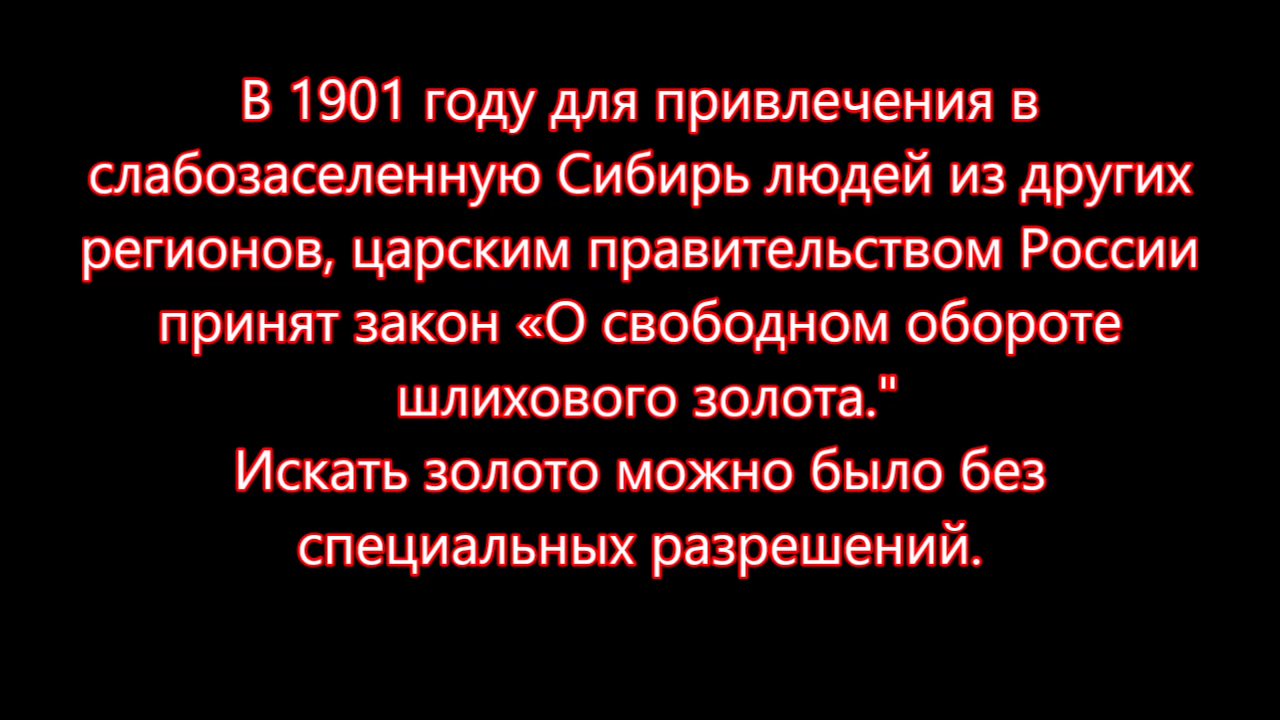 В 1901 году для привлечения в
слабозаселенную Сибирь людей из других
регионов, царским правительством России
принят закон «О свободном обороте
шлихового золота."
Искать золото можно было без
специальных разрешений.